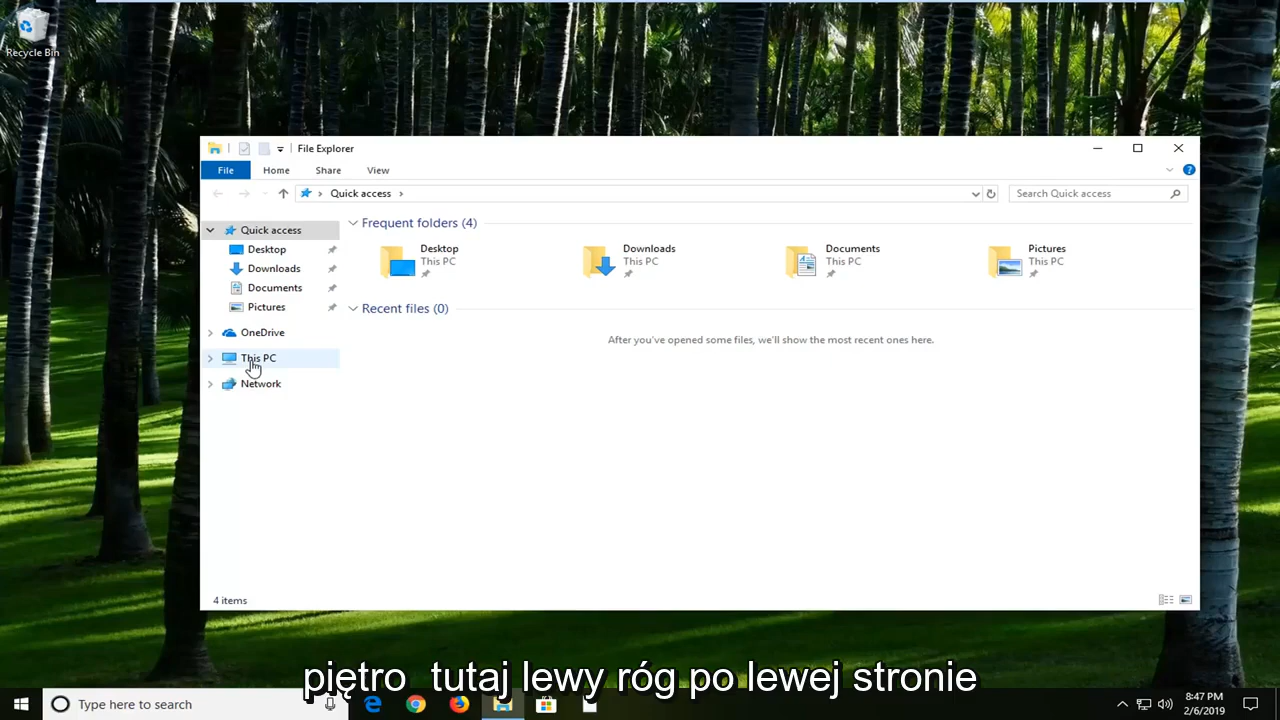 Recycle Bin
File Explorer
File Home Share View
Quick access
Search Quick access
Quick access
Desktop
Downloads
Documents
Pictures
OneDrive
This PC
Network
Frequent folders (4)
Desktop
This PC
Downloads
This PC
Documents
This PC
Pictures
This PC
Recent files (0)
After you've opened some files, we'll show the most recent ones here.
4 items
piętro tutaj lewy róg po lewej stronie
Type here to search
8:47 PM
2/6/2019